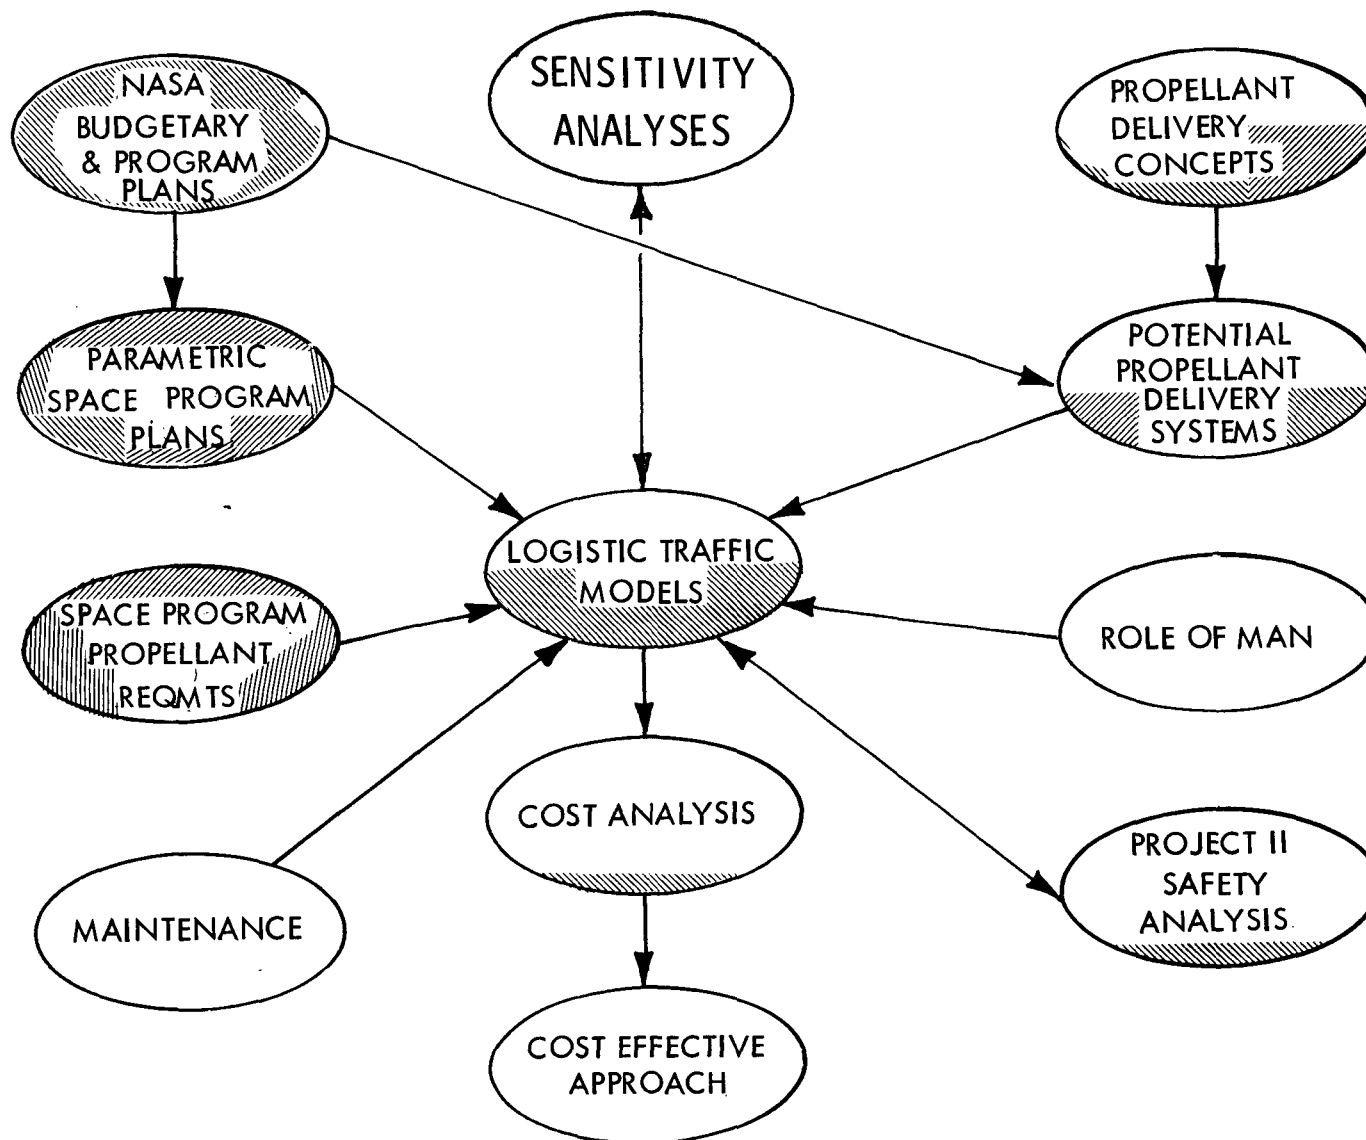 NASA
BUDGETARY
& PROGRAM
PLANS
SENSITIVITY
ANALYSES
PROPELLANT
DELIVERY
CONCEPTS
PARAMETRIC
SPACE PROGRAM
PLANS
POTENTIAL
PROPELLANT
DELIVERY
SYSTEMS
LOGISTIC TRAFFIC
MODELS
SPACE PROGRAM
PROPELLANT
REQMTS
ROLE OF MAN
COST ANALYSIS
PROJECT II
SAFETY
ANALYSIS
MAINTENANCE
COST EFFECTIVE
APPROACH